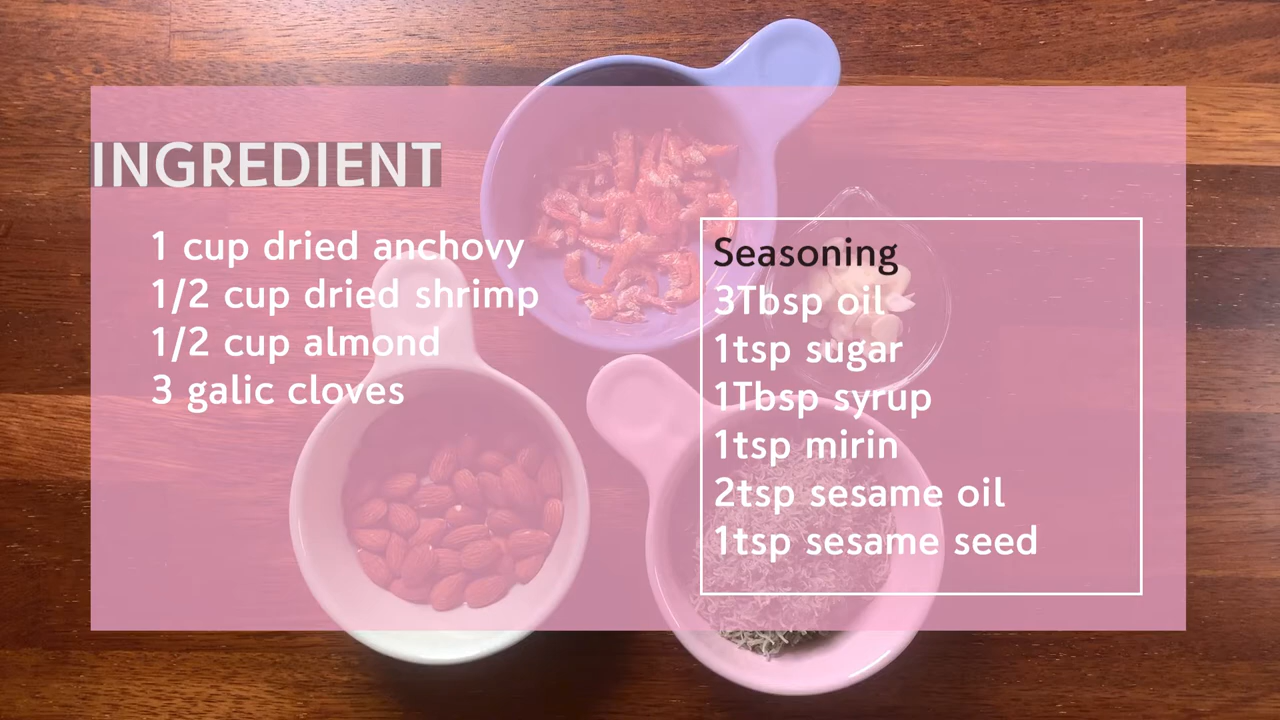 INGREDIENT
1 cup dried anchovy
1/2 cup dried shrimp
1/2 cup almond
3 galic cloves
Seasoning
3Tbsp oil
1tsp sugar
1Tbsp syrup
1tsp mirin
2tsp sesame oil
1tsp sesame seed